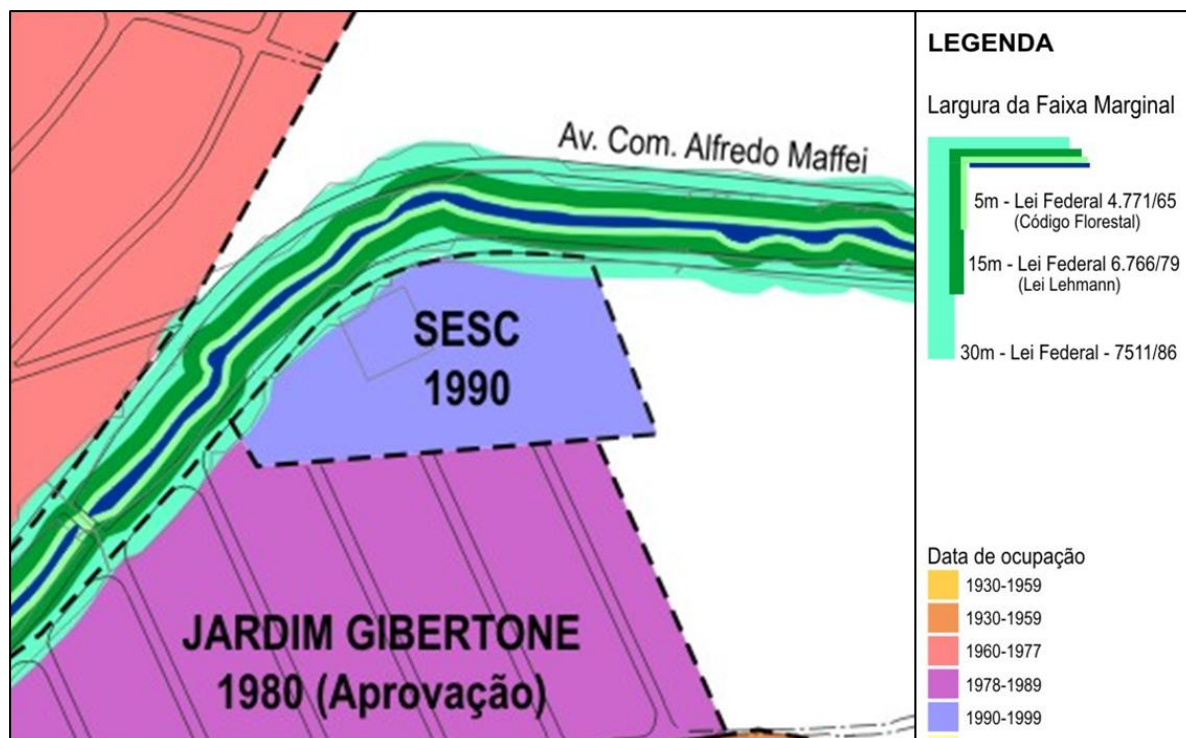 Av. Com. Alfredo Maffei
SESC
1990
JARDIM GIBERTONE
1980 (Aprovação)
LEGENDA
Largura da Faixa Marginal
5m - Lei Federal 4.771/65
(Código Florestal)
15m - Lei Federal 6.766/79
(Lei Lehmann)
30m - Lei Federal - 7511/86
Data de ocupação
1930-1959
1930-1959
1960-1977
1978-1989
1990-1999